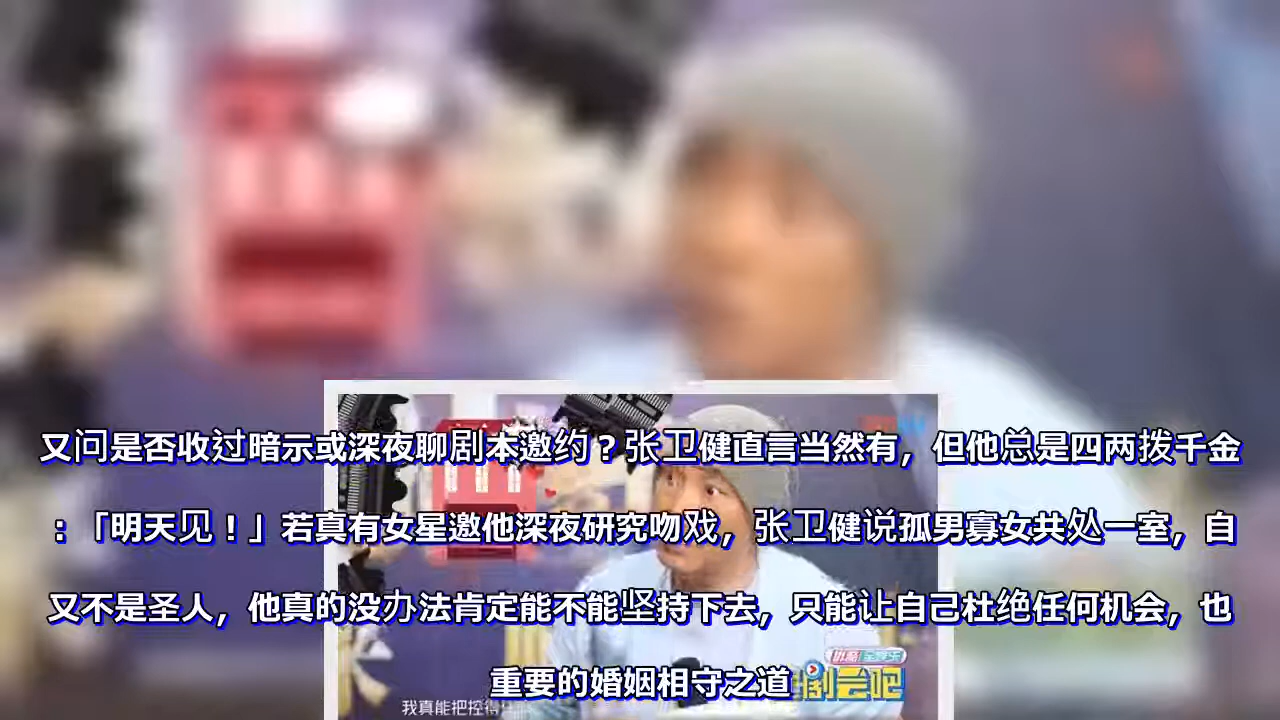 又问是否收过暗示或深夜聊剧本邀约？张卫健直言当然有，但他总是四两拨千金
：「明天见！」若真有女星邀他深夜研究吻戏，张卫健说孤男寡女共处一室，自
又不是圣人，他真的没办法肯定能不能坚持下去，只能让自己杜绝任何机会，也
重要的婚姻相守之道
剧会吧
我真能把控得